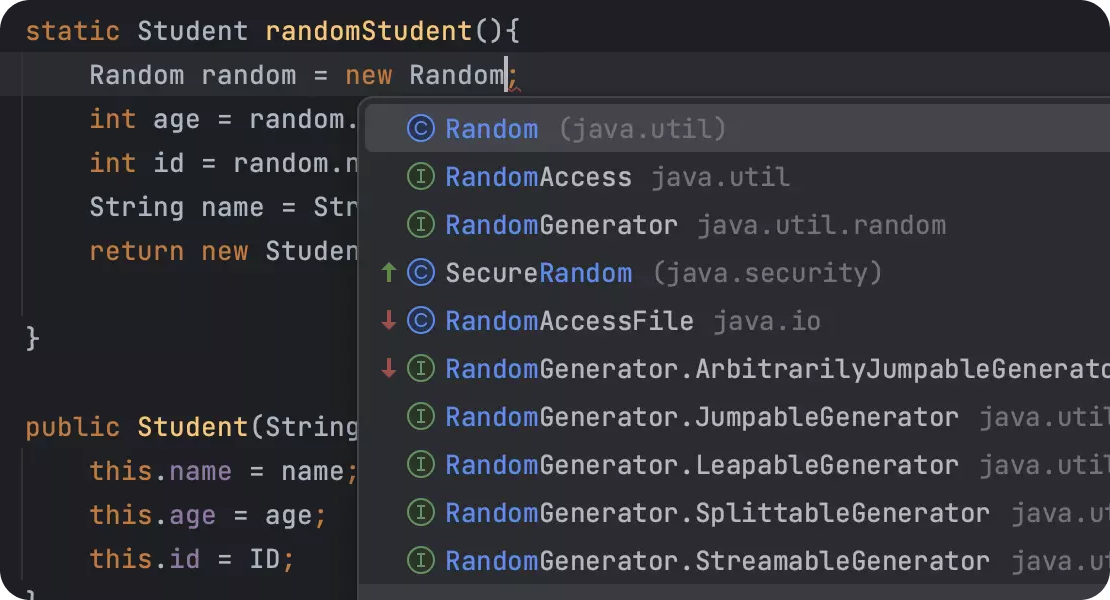 static Student randomStudent(){
Random random = new Random;
int age = random.
int id = random.n
String name = Str
return new Studen
}
public Student(String
this.name = name;
this.age = age;
this.id = ID;
}
Random (java.util)
RandomAccess java.util
RandomGenerator java.util.random
SecureRandom (java.security)
RandomAccessFile java.io
RandomGenerator.ArbitrarilyJumpableGenerato
RandomGenerator.JumpableGenerator java.util
RandomGenerator.LeapableGenerator java.util
RandomGenerator.SplittableGenerator java.ut
RandomGenerator.StreamableGenerator java.ut